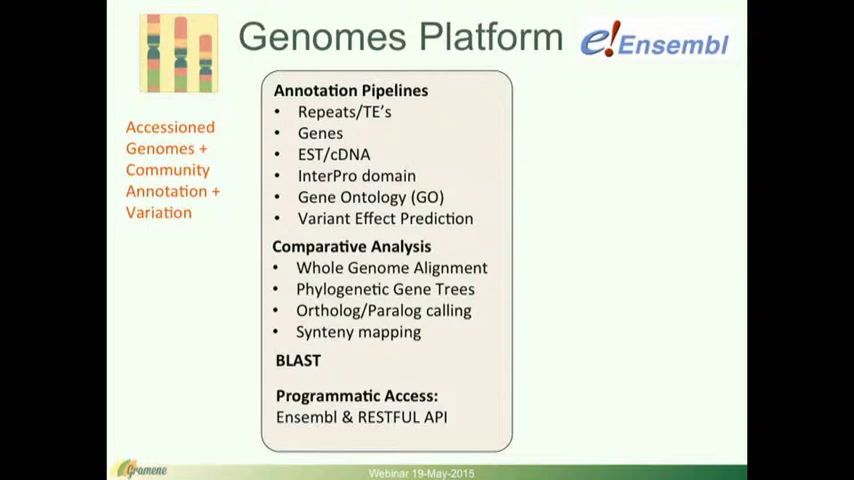 Genomes Platform
e!Ensembl
Accessioned
Genomes +
Community
Annotation +
Variation
Annotation Pipelines
• Repeats/TE's
• Genes
• EST/cDNA
• InterPro domain
• Gene Ontology (GO)
• Variant Effect Prediction
Comparative Analysis
• Whole Genome Alignment
• Phylogenetic Gene Trees
• Ortholog/Paralog calling
• Synteny mapping
BLAST
Programmatic Access:
Ensembl & RESTFUL API
Gramene
Webinar 19-May-2015